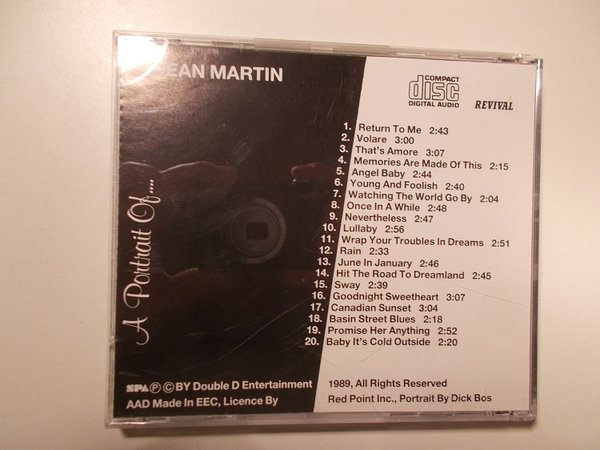 DEAN MARTIN
COMPACT
disc
DIGITAL AUDIO
REVIVAL
A Portrait Of....
1. Return To Me 2:43
2. Volare 3:00
3. That's Amore 3:07
4. Memories Are Made Of This 2:15
5. Angel Baby 2:44
6. Young And Foolish 2:40
7. Watching The World Go By 2:04
8. Once In A While 2:48
9. Nevertheless 2:47
10. Lullaby 2:56
11. Wrap Your Troubles In Dreams 2:51
12. Rain 2:33
13. June In January 2:46
14. Hit The Road To Dreamland 2:45
15. Sway 2:39
16. Goodnight Sweetheart 3:07
17. Canadian Sunset 3:04
18. Basin Street Blues 2:18
19. Promise Her Anything 2:52
20. Baby It's Cold Outside 2:20
SPA Ⓟ © BY Double D Entertainment
AAD Made In EEC, Licence By
1989, All Rights Reserved
Red Point Inc., Portrait By Dick Bos